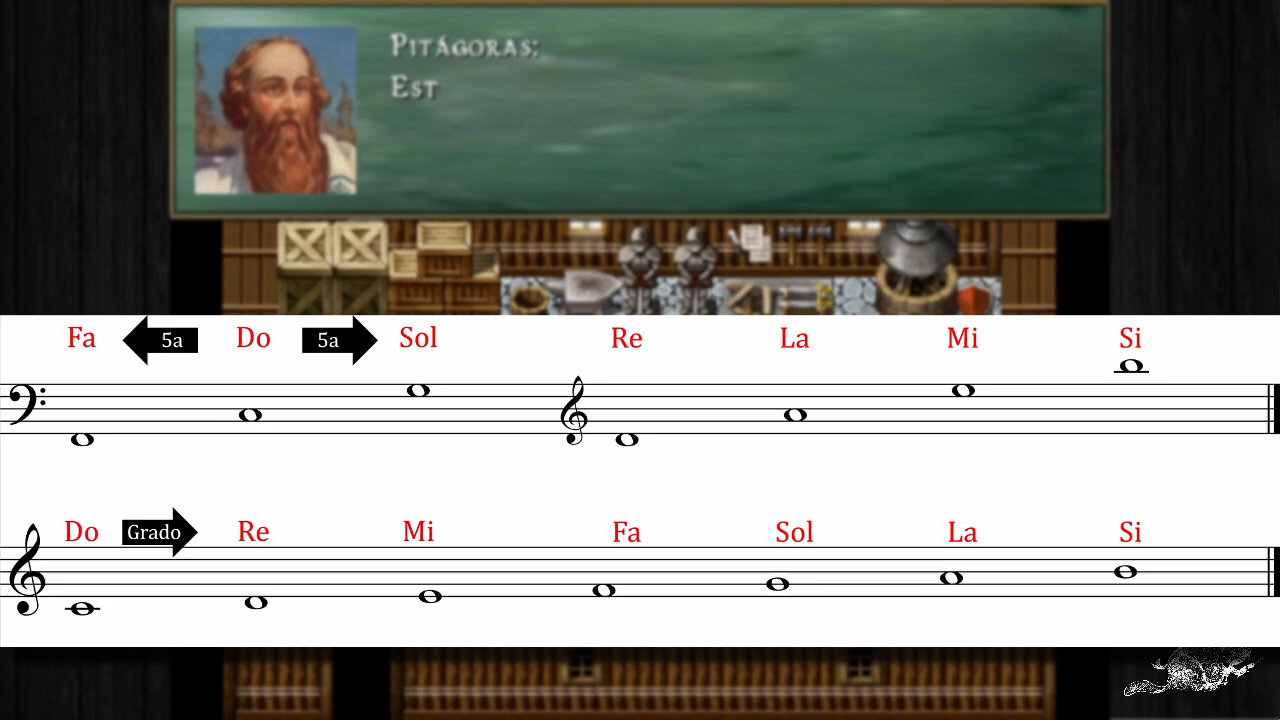 Pitágoras:
Est
Fa 5a Do 5a Sol Re La Mi Si
Do Grado Re Mi Fa Sol La Si